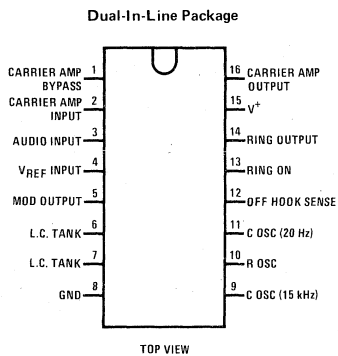 Dual-In-Line Package
CARRIER AMP 1
BYPASS
CARRIER AMP 2
INPUT
AUDIO INPUT 3
VREF INPUT 4
MOD OUTPUT 5
L.C. TANK 6
L.C. TANK 7
GND 8
16 CARRIER AMP
OUTPUT
15 V+
14 RING OUTPUT
13 RING ON
12 OFF HOOK SENSE
11 C OSC (20 Hz)
10 R OSC
9 C OSC (15 kHz)
TOP VIEW